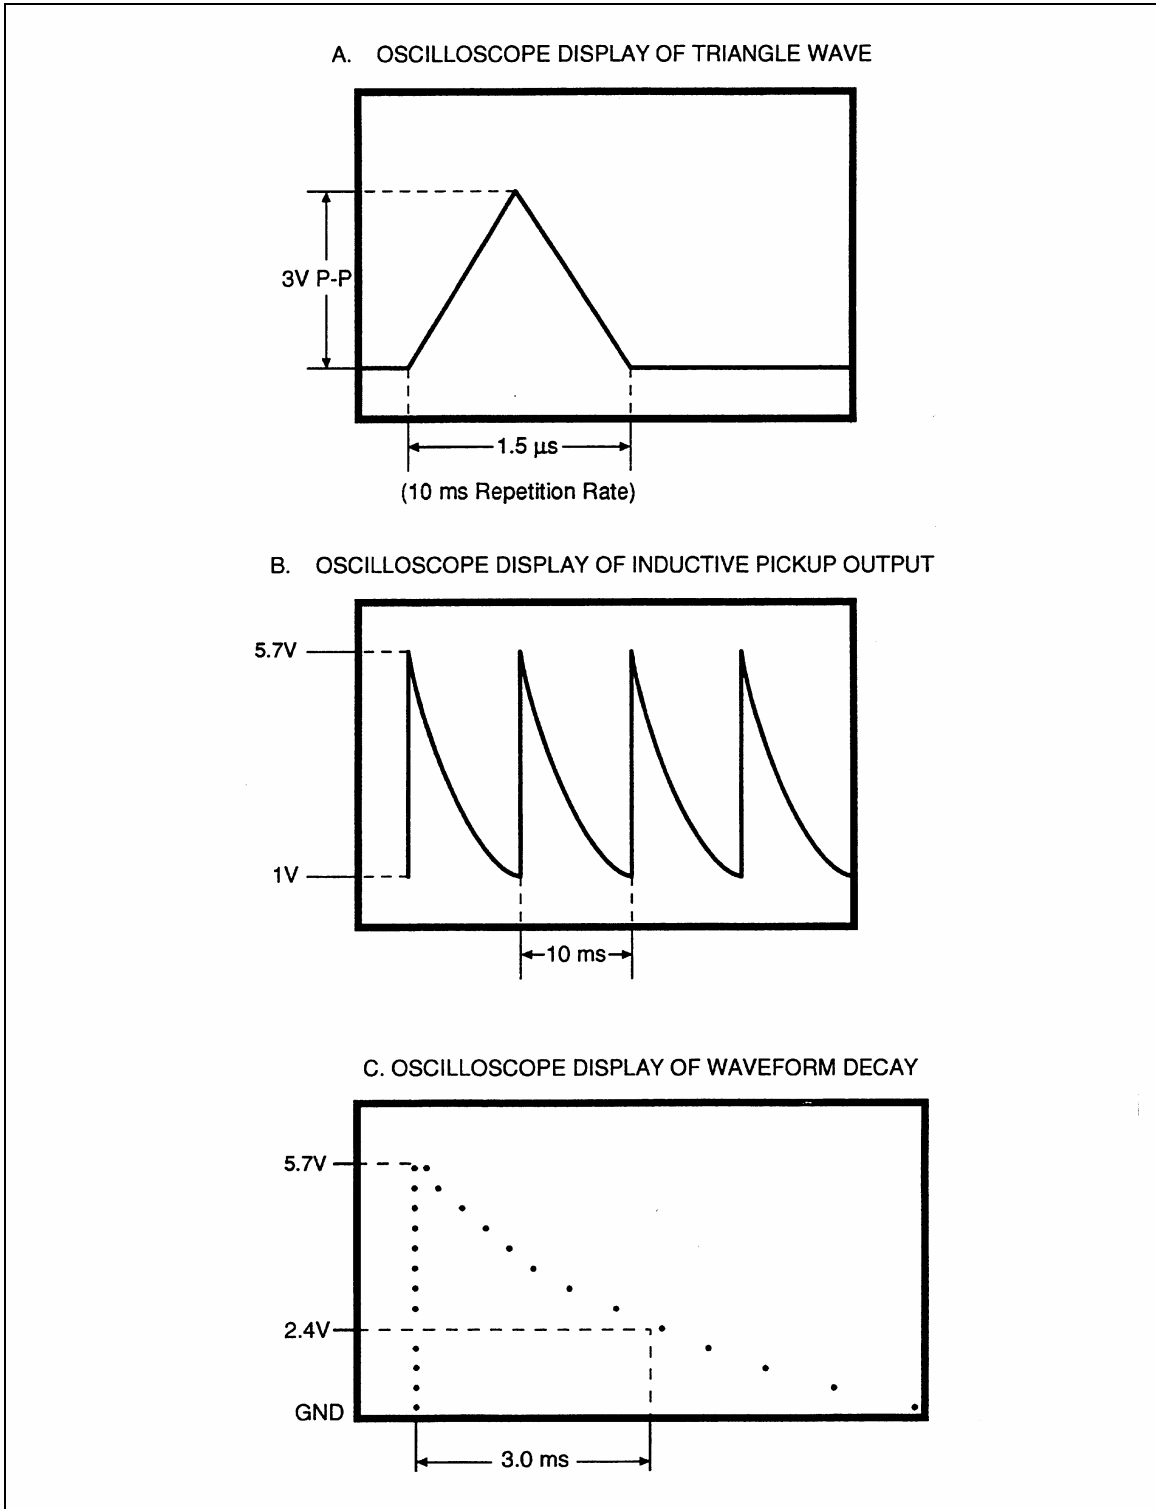 A. OSCILLOSCOPE DISPLAY OF TRIANGLE WAVE
3V P-P
1.5 µs
(10 ms Repetition Rate)
B. OSCILLOSCOPE DISPLAY OF INDUCTIVE PICKUP OUTPUT
5.7V
1V
10 ms
C. OSCILLOSCOPE DISPLAY OF WAVEFORM DECAY
5.7V
2.4V
GND
3.0 ms